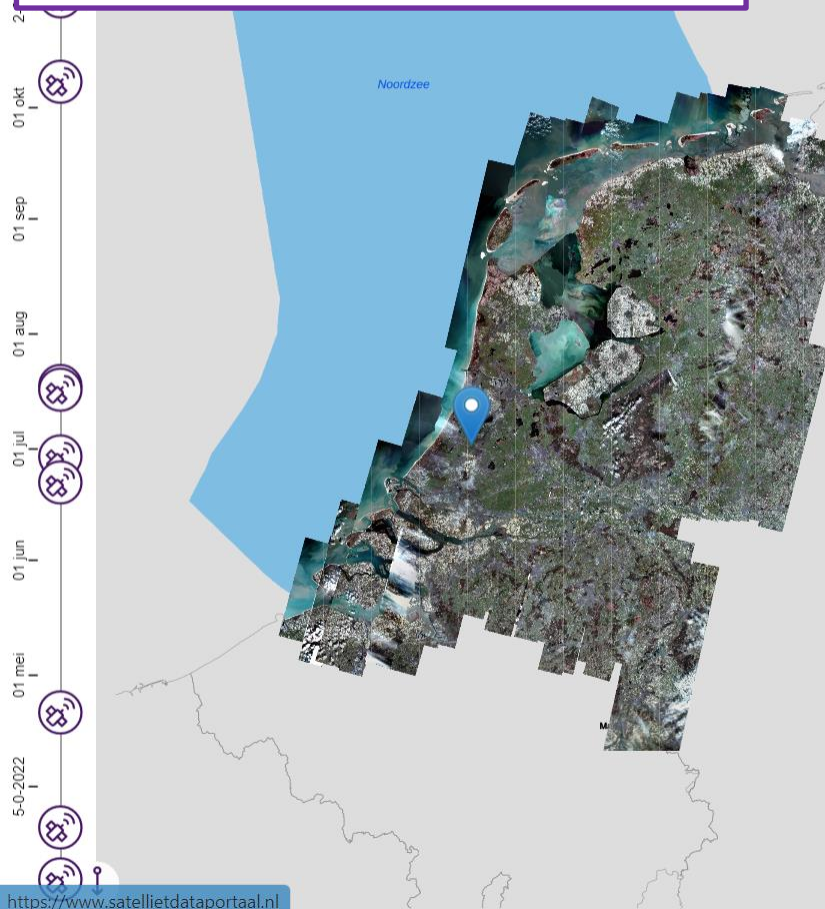 2-
01 okt
01 sep
01 aug
01 jul
01 jun
01 mei
5-0-2022
Noordzee
M
https://www.satellietdataportaal.nl